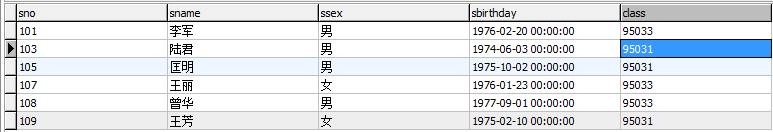 sno sname ssex sbirthday class
101 李军 男 1976-02-20 00:00:00 95033
103 陆君 男 1974-06-03 00:00:00 95031
105 匡明 男 1975-10-02 00:00:00 95031
107 王丽 女 1976-01-23 00:00:00 95033
108 曾华 男 1977-09-01 00:00:00 95033
109 王芳 女 1975-02-10 00:00:00 95031